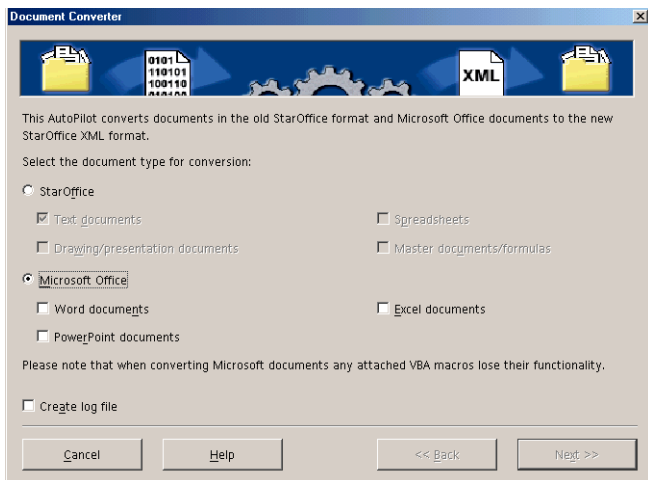 Document Converter
0101
110101
100110
010100
XML
This AutoPilot converts documents in the old StarOffice format and Microsoft Office documents to the new
StarOffice XML format.
Select the document type for conversion:
StarOffice
Text documents
Spreadsheets
Drawing/presentation documents
Master documents/formulas
Microsoft Office
Word documents
Excel documents
PowerPoint documents
Please note that when converting Microsoft documents any attached VBA macros lose their functionality.
Create log file
Cancel
Help
<< Back
Next >>